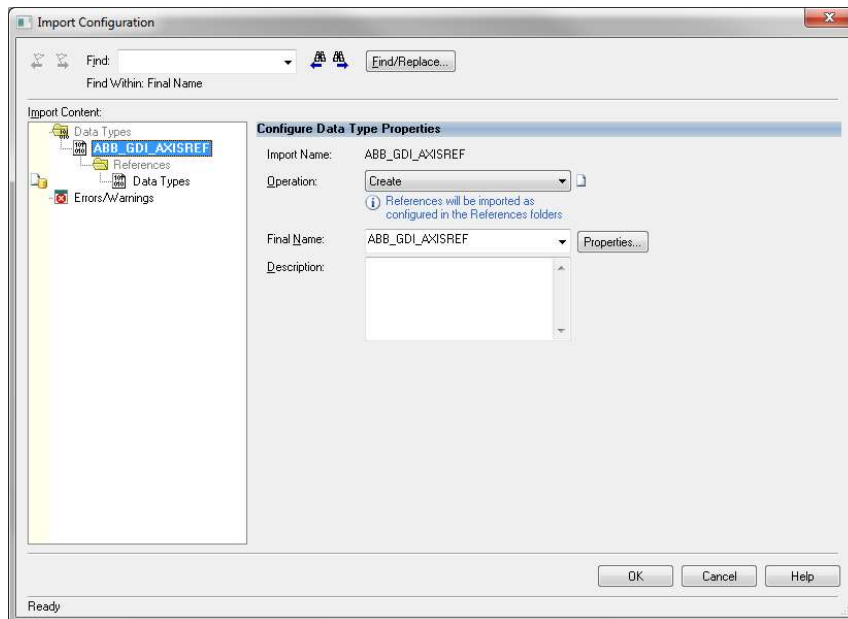 Import Configuration
Find:
Find/Replace...
Find Within: Final Name
Import Content:
Data Types
ABB_GDI_AXISREF
References
Data Types
Errors/Warnings
Configure Data Type Properties
Import Name: ABB_GDI_AXISREF
Operation: Create
References will be imported as
configured in the References folders
Final Name: ABB_GDI_AXISREF Properties...
Description:
OK Cancel Help
Ready